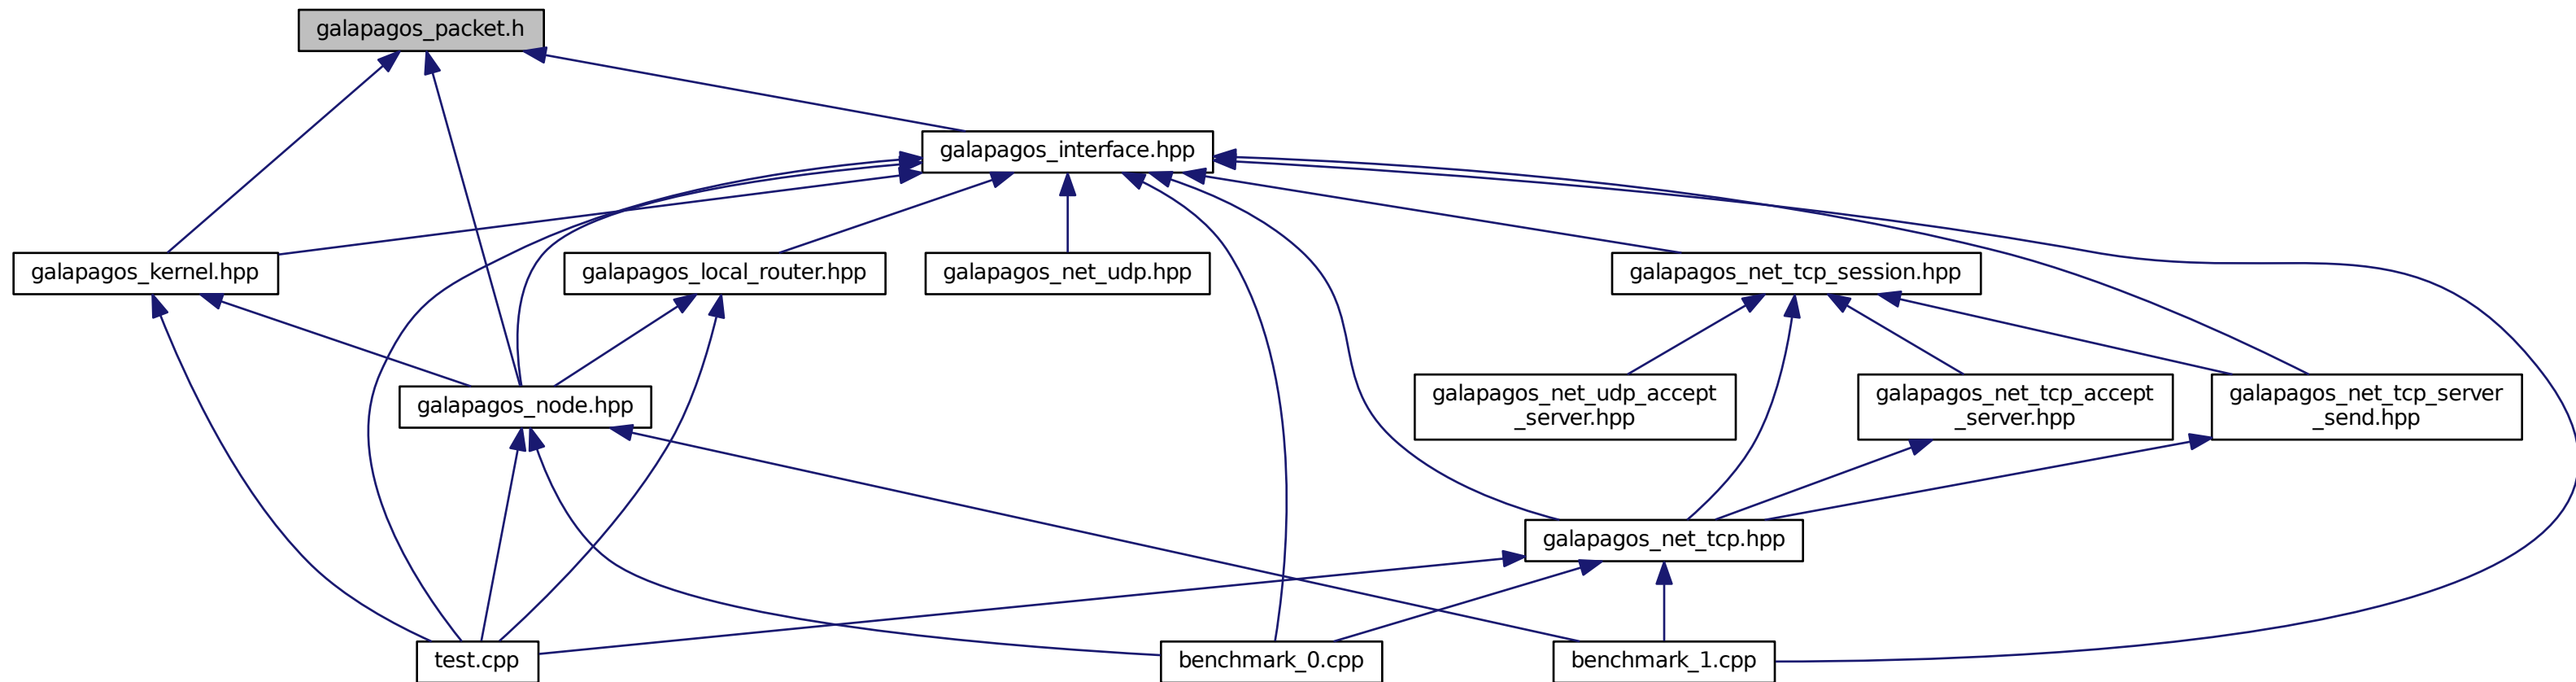 galapagos_packet.h
galapagos_interface.hpp
galapagos_kernel.hpp
galapagos_local_router.hpp
galapagos_net_udp.hpp
galapagos_net_tcp_session.hpp
galapagos_node.hpp
galapagos_net_udp_accept
_server.hpp
galapagos_net_tcp_accept
_server.hpp
galapagos_net_tcp_server
_send.hpp
galapagos_net_tcp.hpp
test.cpp
benchmark_0.cpp
benchmark_1.cpp